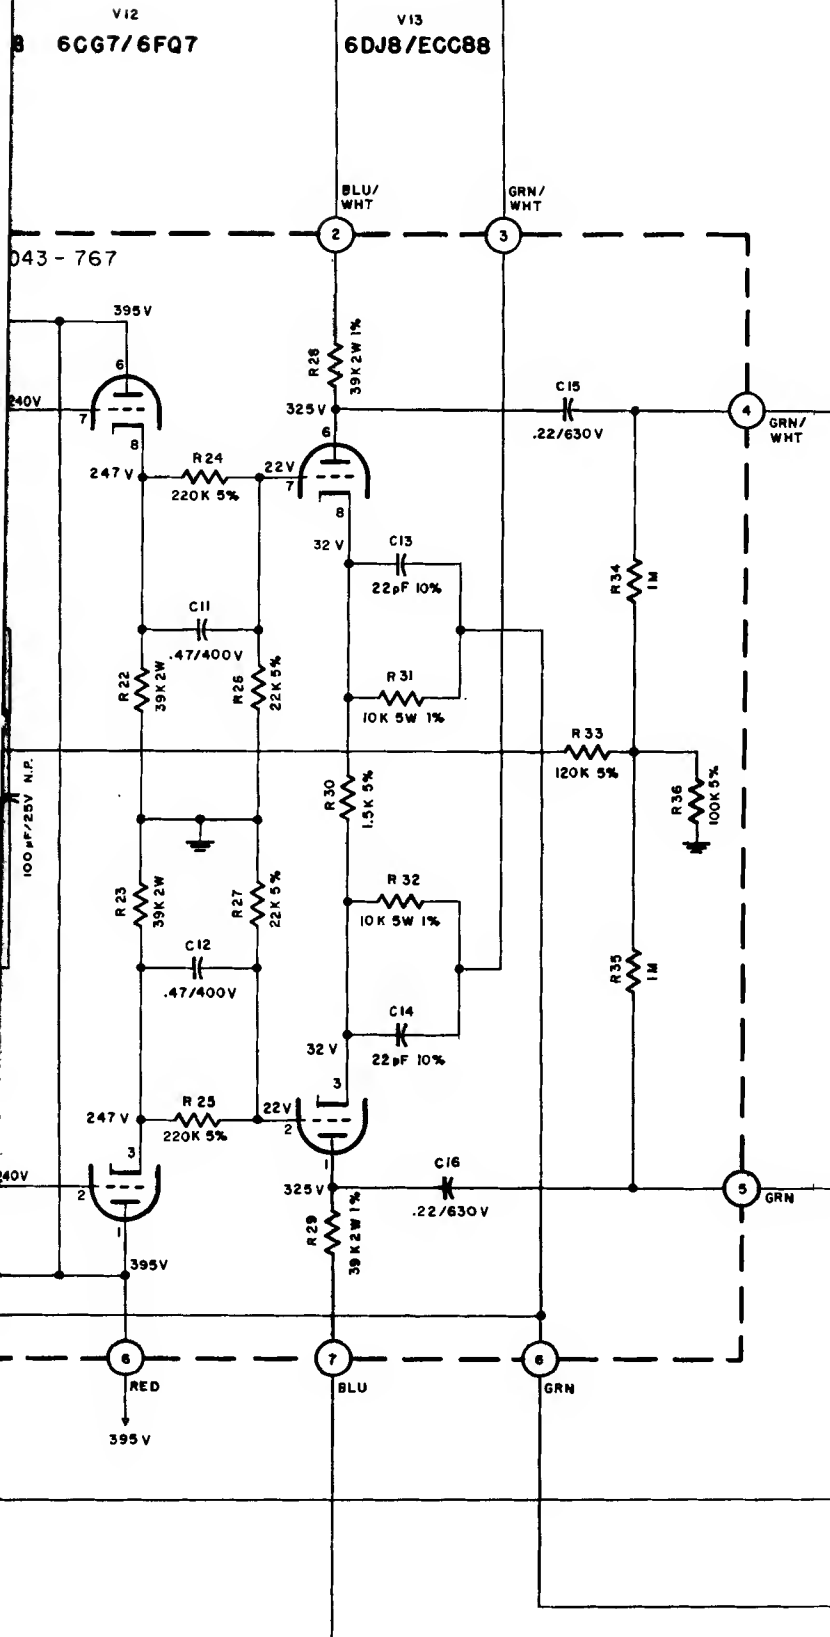 V12
V13
8 6CG7/6FQ7
6DJ8/ECC88
BLU/
WHT
GRN/
WHT
2
3
043-767
395V
6
R28
39K 2W 1%
240V
7
8
325V
C15
.22/630V
4
GRN/
WHT
6
R24
247V
220K 5%
22V
7
8
32V
C13
22pF 10%
R34
1M
C11
.47/400V
R22
39K 2W
R26
22K 5%
R31
10K 5W 1%
R33
120K 5%
100µF/25V N.P.
R30
1.5K 5%
R36
100K 5%
R23
39K 2W
R27
22K 5%
R32
10K 5W 1%
C12
.47/400V
R35
1M
C14
22pF 10%
32V
3
R25
247V
220K 5%
22V
2
1
3
40V
2
1
325V
C16
.22/630V
5
GRN
R29
39K 2W 1%
395V
6
RED
7
BLU
6
GRN
395V